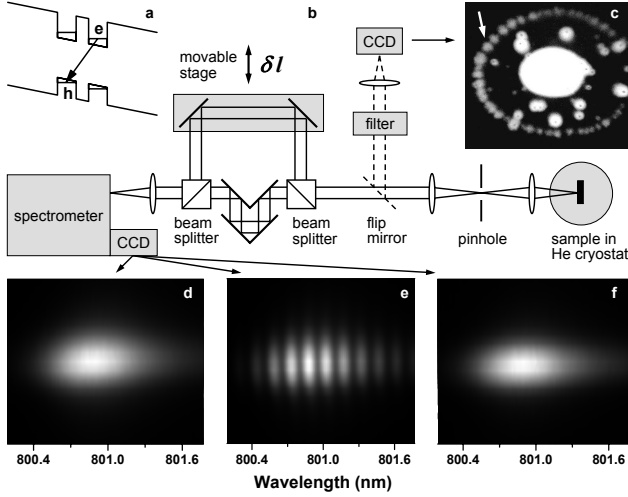 a
e
h
b
movable
stage
δl
CCD
filter
c
spectrometer
CCD
beam
splitter
beam
splitter
flip
mirror
pinhole
sample in
He cryostat
d
e
f
800.4 801.0 801.6
800.4 801.0 801.6
800.4 801.0 801.6
Wavelength (nm)